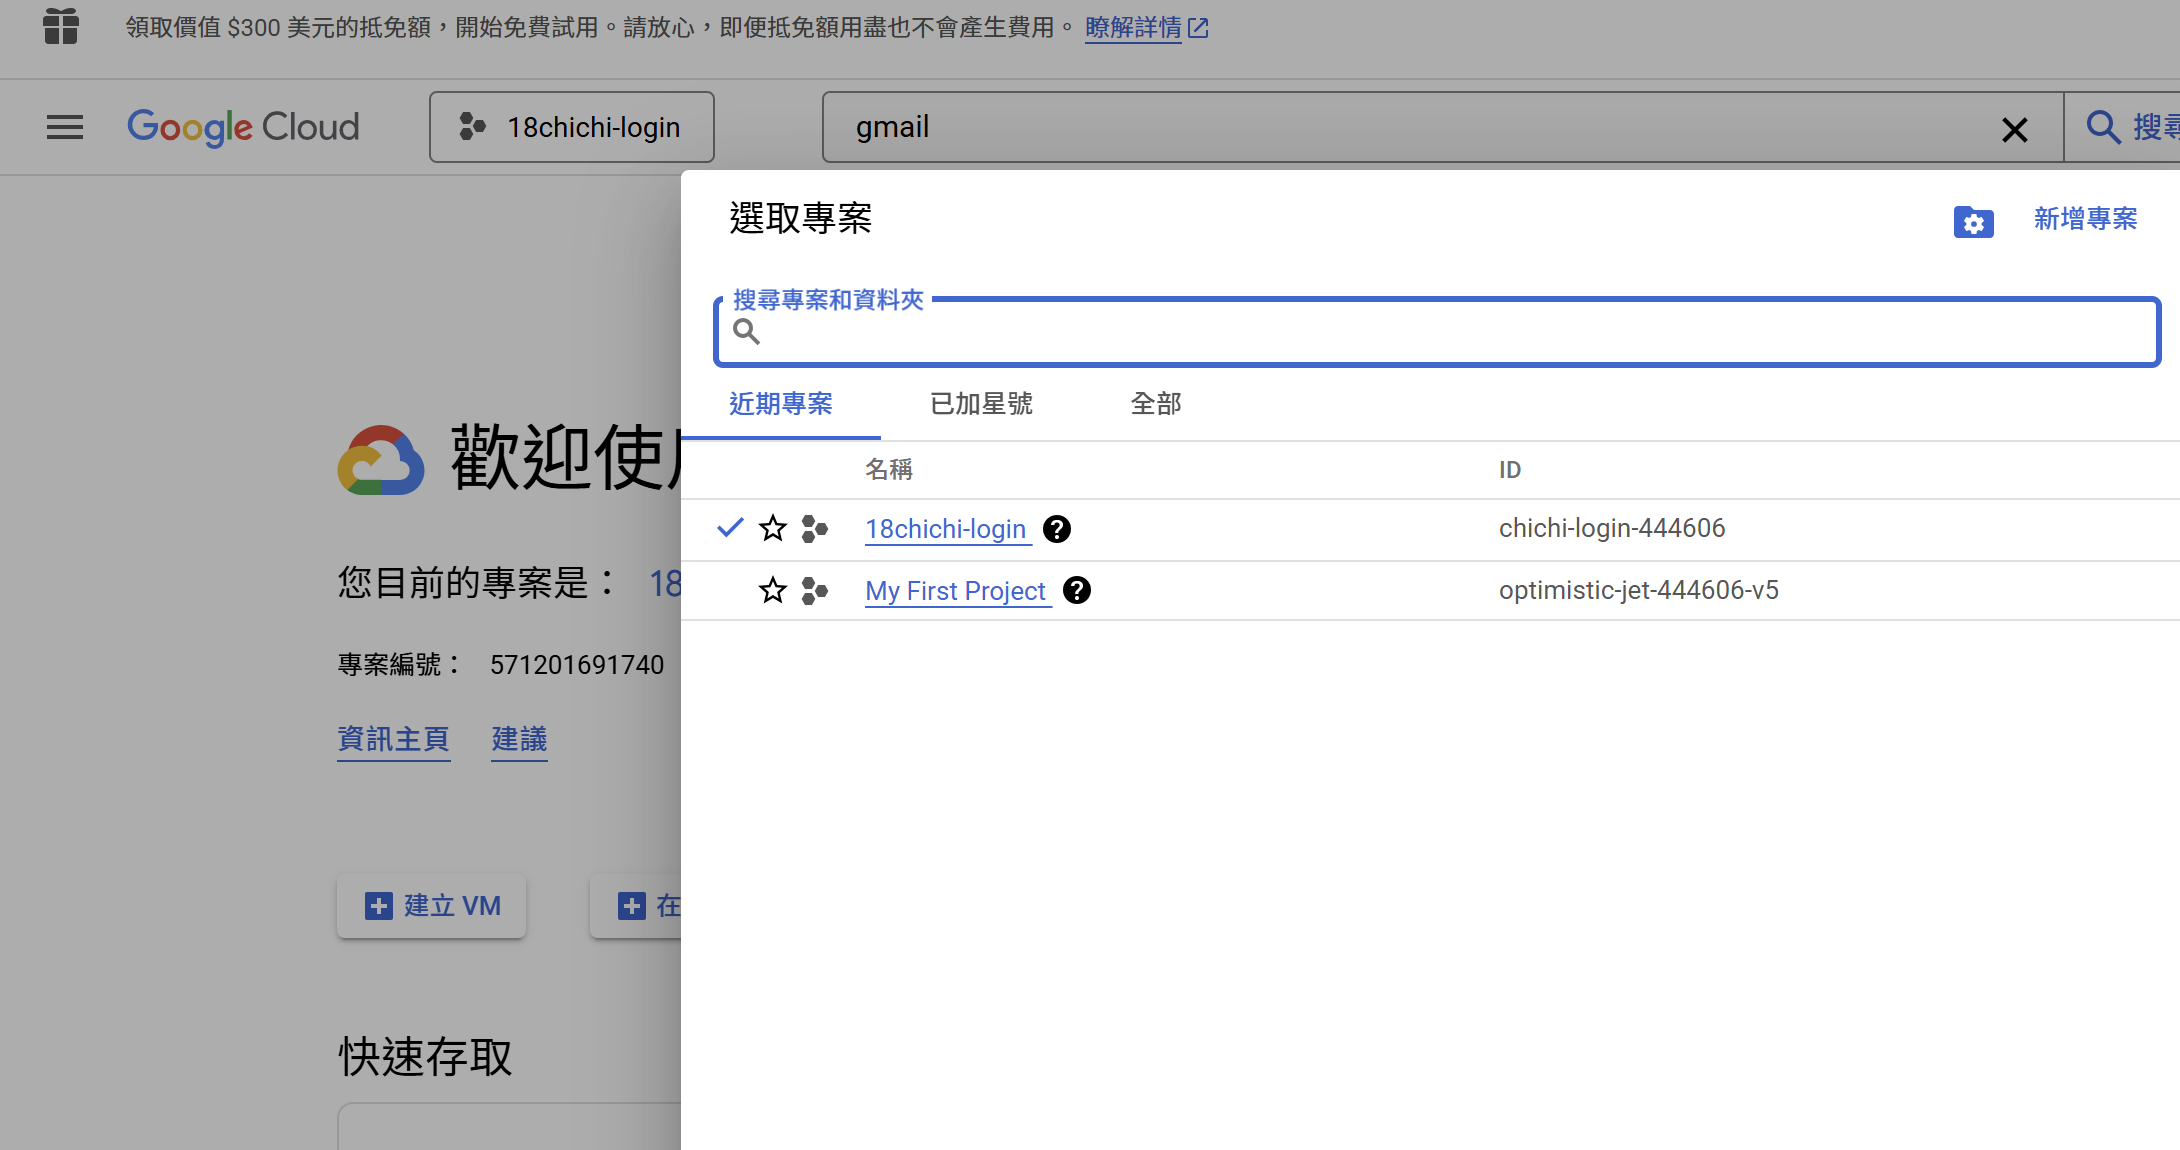 領取價值 $300 美元的抵免額，開始免費試用。請放心，即便抵免額用盡也不會產生費用。 瞭解詳情
Google Cloud
18chichi-login
gmail
搜尋
選取專案
新增專案
搜尋專案和資料夾
近期專案 已加星號 全部
名稱 ID
18chichi-login chichi-login-444606
My First Project optimistic-jet-444606-v5
歡迎使用
您目前的專案是： 18
專案編號： 571201691740
資訊主頁 建議
建立 VM
在
快速存取